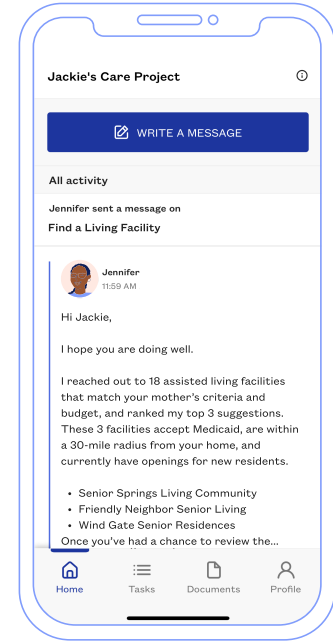 Jackie's Care Project
WRITE A MESSAGE
All activity
Jennifer sent a message on
Find a Living Facility
Jennifer
11:59 AM
Hi Jackie,
I hope you are doing well.
I reached out to 18 assisted living facilities
that match your mother's criteria and
budget, and ranked my top 3 suggestions.
These 3 facilities accept Medicaid, are within
a 30-mile radius from your home, and
currently have openings for new residents.
• Senior Springs Living Community
• Friendly Neighbor Senior Living
• Wind Gate Senior Residences
Once you've had a chance to review the...
Home
Tasks
Documents
Profile